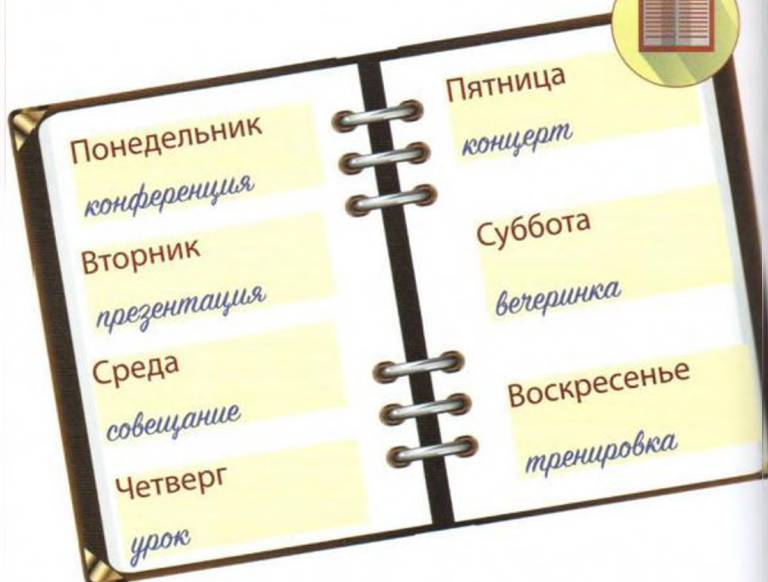 Понедельник
конференция
Вторник
презентация
Среда
совещание
Четверг
урок
Пятница
концерт
Суббота
вечеринка
Воскресенье
тренировка